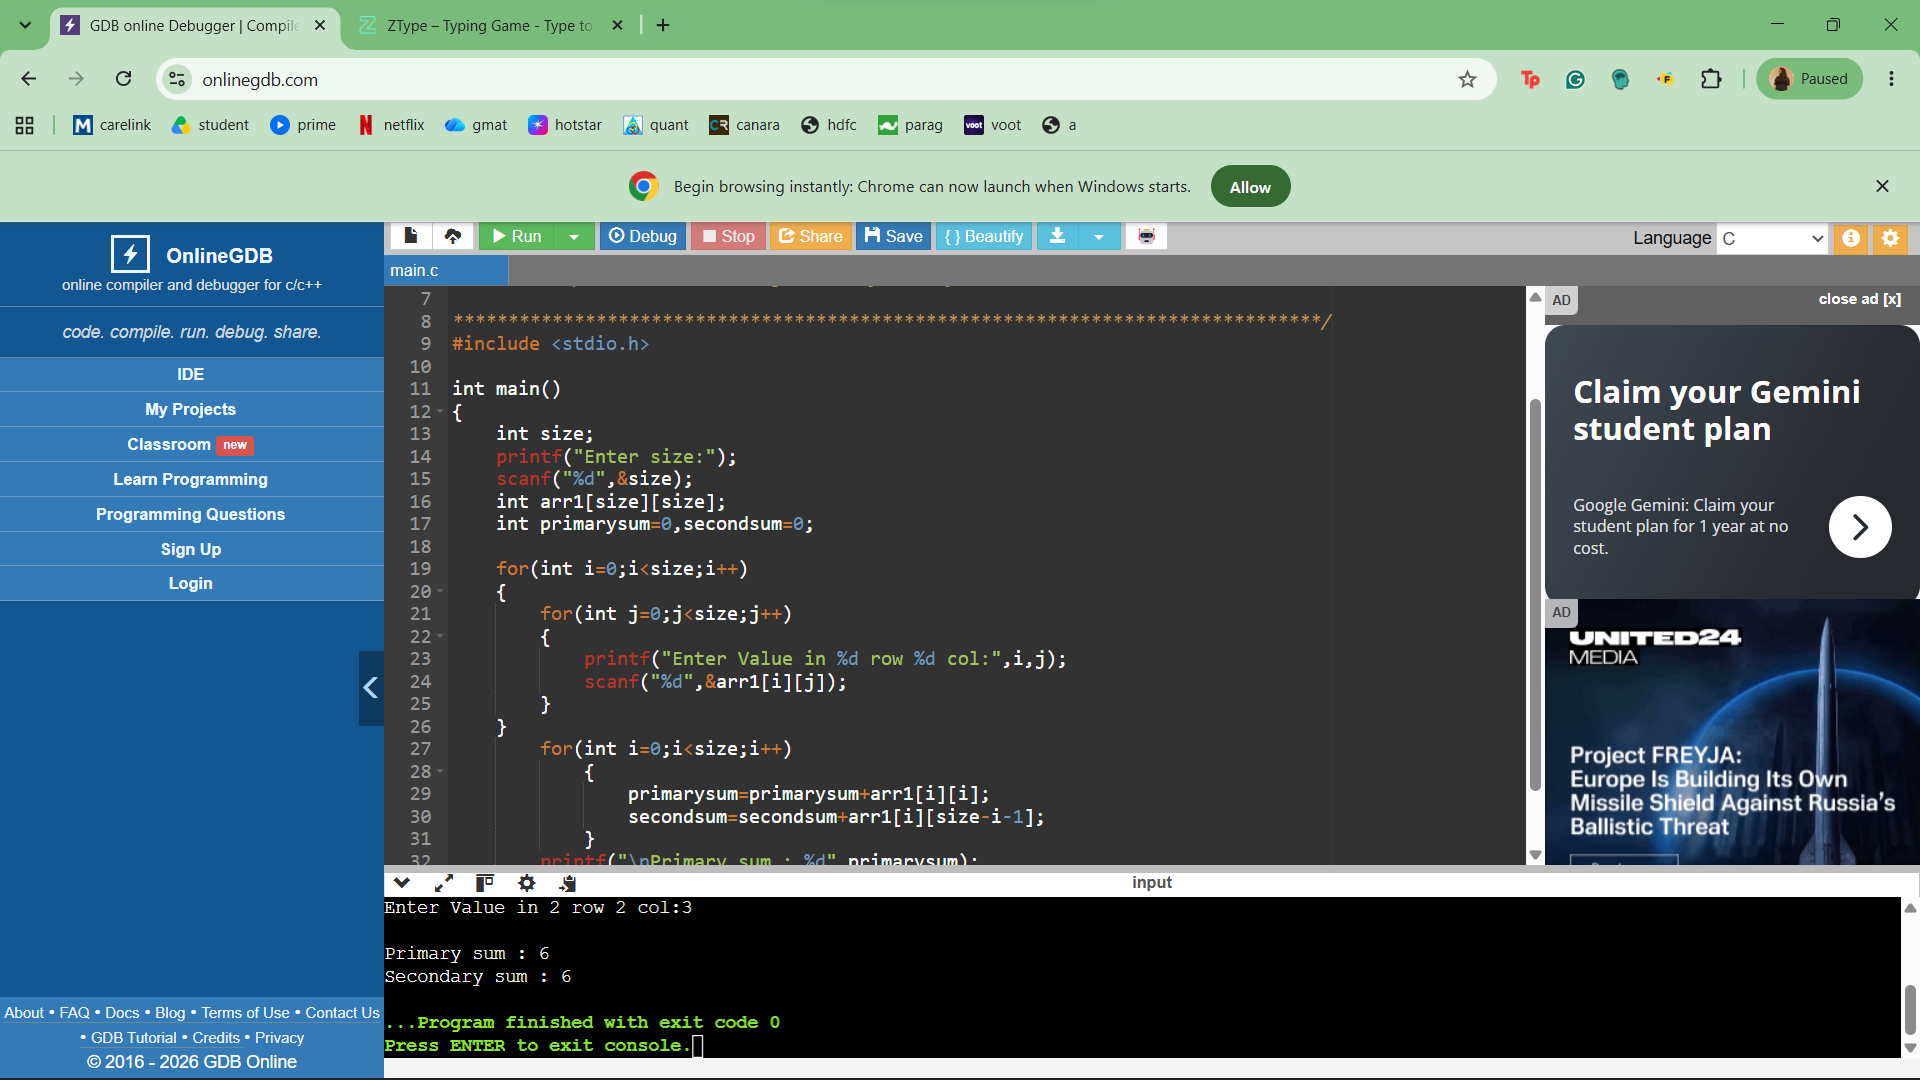 GDB online Debugger | Compile
ZType – Typing Game - Type to
onlinegdb.com
Paused
carelink
student
prime
netflix
gmat
hotstar
quant
canara
hdfc
parag
voot
a
Begin browsing instantly: Chrome can now launch when Windows starts.
Allow
OnlineGDB
online compiler and debugger for c/c++
code. compile. run. debug. share.
IDE
My Projects
Classroom new
Learn Programming
Programming Questions
Sign Up
Login
About • FAQ • Docs • Blog • Terms of Use • Contact Us
• GDB Tutorial • Credits • Privacy
© 2016 - 2026 GDB Online
Run
Debug
Stop
Share
Save
{ } Beautify
Language C
main.c
7
8 *******************************************************************************/
9 #include <stdio.h>
10
11 int main()
12 {
13 int size;
14 printf("Enter size:");
15 scanf("%d",&size);
16 int arr1[size][size];
17 int primarysum=0,secondsum=0;
18
19 for(int i=0;i<size;i++)
20 {
21 for(int j=0;j<size;j++)
22 {
23 printf("Enter Value in %d row %d col:",i,j);
24 scanf("%d",&arr1[i][j]);
25 }
26 }
27 for(int i=0;i<size;i++)
28 {
29 primarysum=primarysum+arr1[i][i];
30 secondsum=secondsum+arr1[i][size-i-1];
31 }
32 printf("\nPrimary sum : %d" primarysum);
AD
close ad [x]
Claim your Gemini
student plan
Google Gemini: Claim your
student plan for 1 year at no
cost.
AD
UNITED24
MEDIA
Project FREYJA:
Europe Is Building Its Own
Missile Shield Against Russia's
Ballistic Threat
input
Enter Value in 2 row 2 col:3
Primary sum : 6
Secondary sum : 6
...Program finished with exit code 0
Press ENTER to exit console.